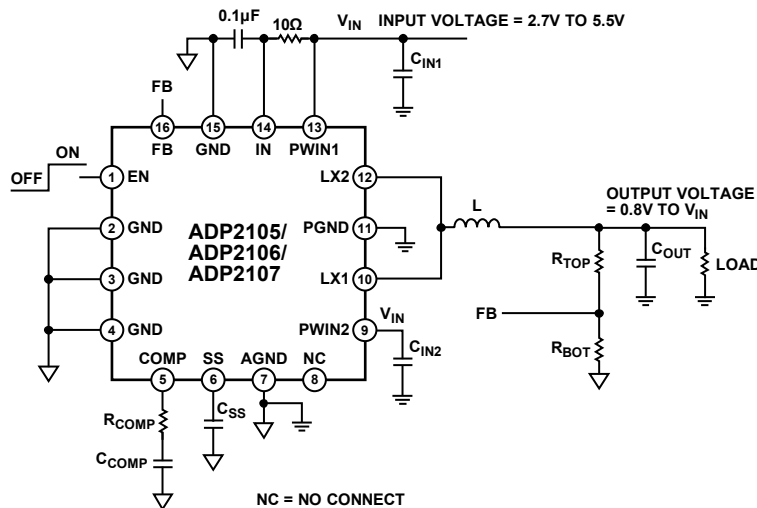 0.1µF
10Ω
VIN
INPUT VOLTAGE = 2.7V TO 5.5V
CIN1
FB
16
15
14
13
FB
GND
IN
PWIN1
ON
OFF
1
EN
LX2
12
OUTPUT VOLTAGE
= 0.8V TO VIN
L
2
GND
ADP2105/
ADP2106/
ADP2107
PGND
11
RTOP
COUT
LOAD
3
GND
LX1
10
FB
4
GND
VIN
PWIN2
9
CIN2
RBOT
COMP
SS
AGND
NC
5
6
7
8
RCOMP
CSS
CCOMP
NC = NO CONNECT